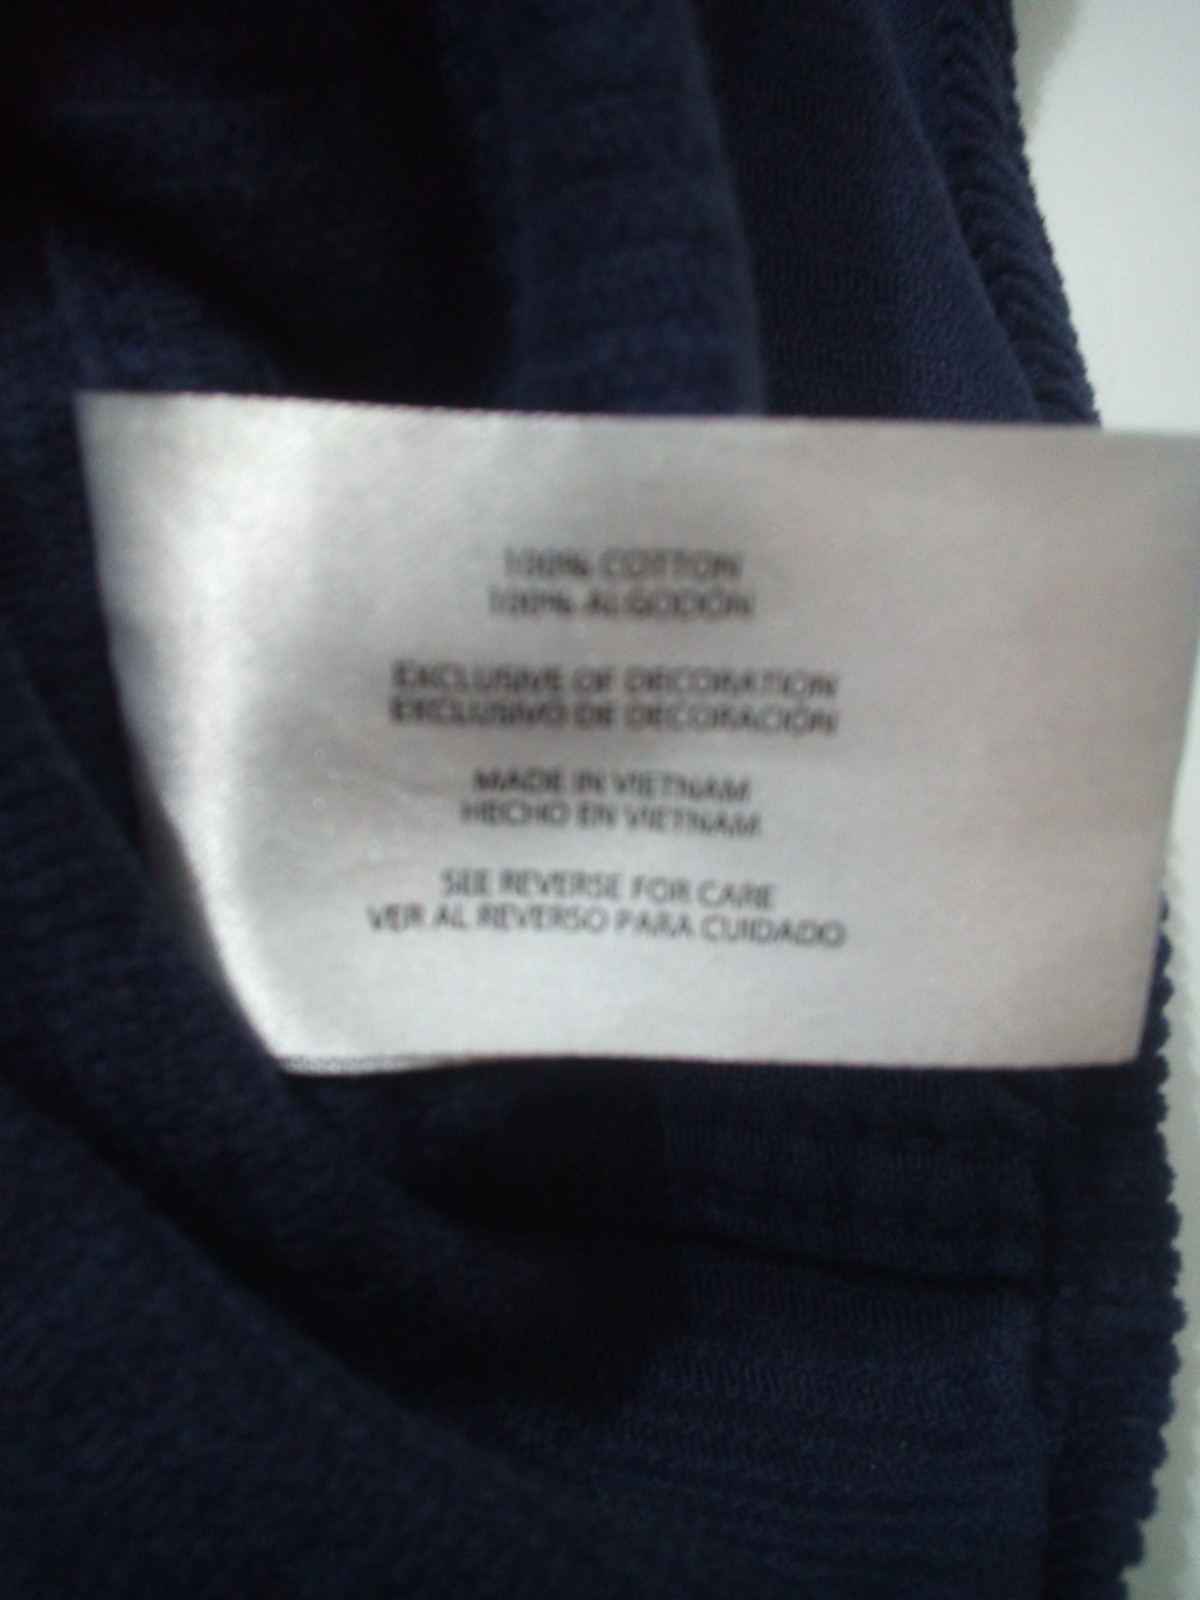 100% COTTON
100% ALGODÓN
EXCLUSIVE OF DECORATION
EXCLUSIVO DE DECORACIÓN
MADE IN VIETNAM
HECHO EN VIETNAM
SEE REVERSE FOR CARE
VER AL REVERSO PARA CUIDADO